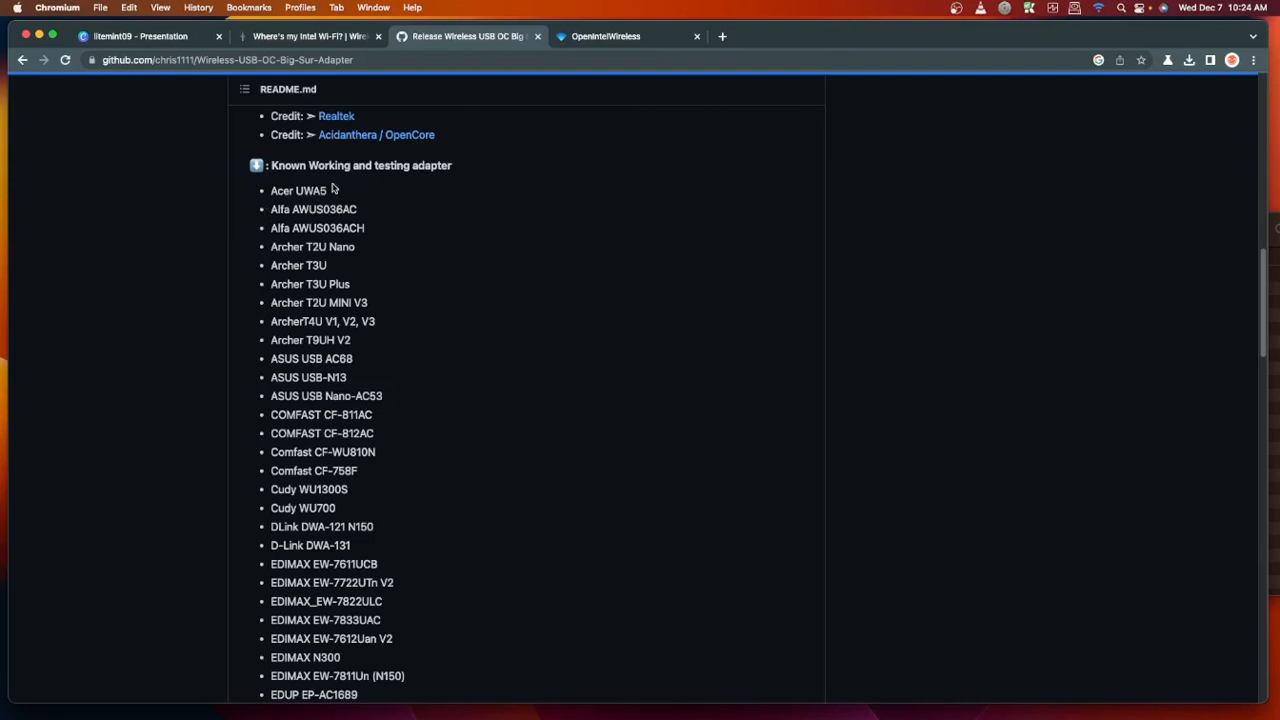 Chromium File Edit View History Bookmarks Profiles Tab Window Help Wed Dec 7 10:24 AM
litemint09 - Presentation Where's my Intel Wi-Fi? | Wirel Release Wireless USB OC Big OpenIntelWireless
github.com/chris1111/Wireless-USB-OC-Big-Sur-Adapter
README.md
• Credit: ➣ Realtek
• Credit: ➣ Acidanthera / OpenCore
⬇️ : Known Working and testing adapter
• Acer UWA5
• Alfa AWUS036AC
• Alfa AWUS036ACH
• Archer T2U Nano
• Archer T3U
• Archer T3U Plus
• Archer T2U MINI V3
• ArcherT4U V1, V2, V3
• Archer T9UH V2
• ASUS USB AC68
• ASUS USB-N13
• ASUS USB Nano-AC53
• COMFAST CF-811AC
• COMFAST CF-812AC
• Comfast CF-WU810N
• Comfast CF-758F
• Cudy WU1300S
• Cudy WU700
• DLink DWA-121 N150
• D-Link DWA-131
• EDIMAX EW-7611UCB
• EDIMAX EW-7722UTn V2
• EDIMAX_EW-7822ULC
• EDIMAX EW-7833UAC
• EDIMAX EW-7612Uan V2
• EDIMAX N300
• EDIMAX EW-7811Un (N150)
• EDUP EP-AC1689